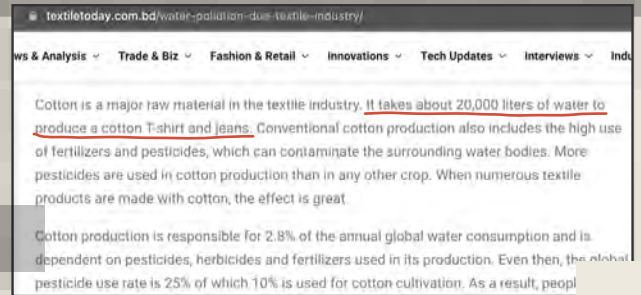 textiletoday.com.bd/water-pollution-due-textile-industry/
ws & Analysis Trade & Biz Fashion & Retail Innovations Tech Updates Interviews Indu
Cotton is a major raw material in the textile industry. It takes about 20,000 liters of water to
produce a cotton T-shirt and jeans. Conventional cotton production also includes the high use
of fertilizers and pesticides, which can contaminate the surrounding water bodies. More
pesticides are used in cotton production than in any other crop. When numerous textile
products are made with cotton, the effect is great.
Cotton production is responsible for 2.8% of the annual global water consumption and is
dependent on pesticides, herbicides and fertilizers used in its production. Even then, the global
pesticide use rate is 25% of which 10% is used for cotton cultivation. As a result, peopl